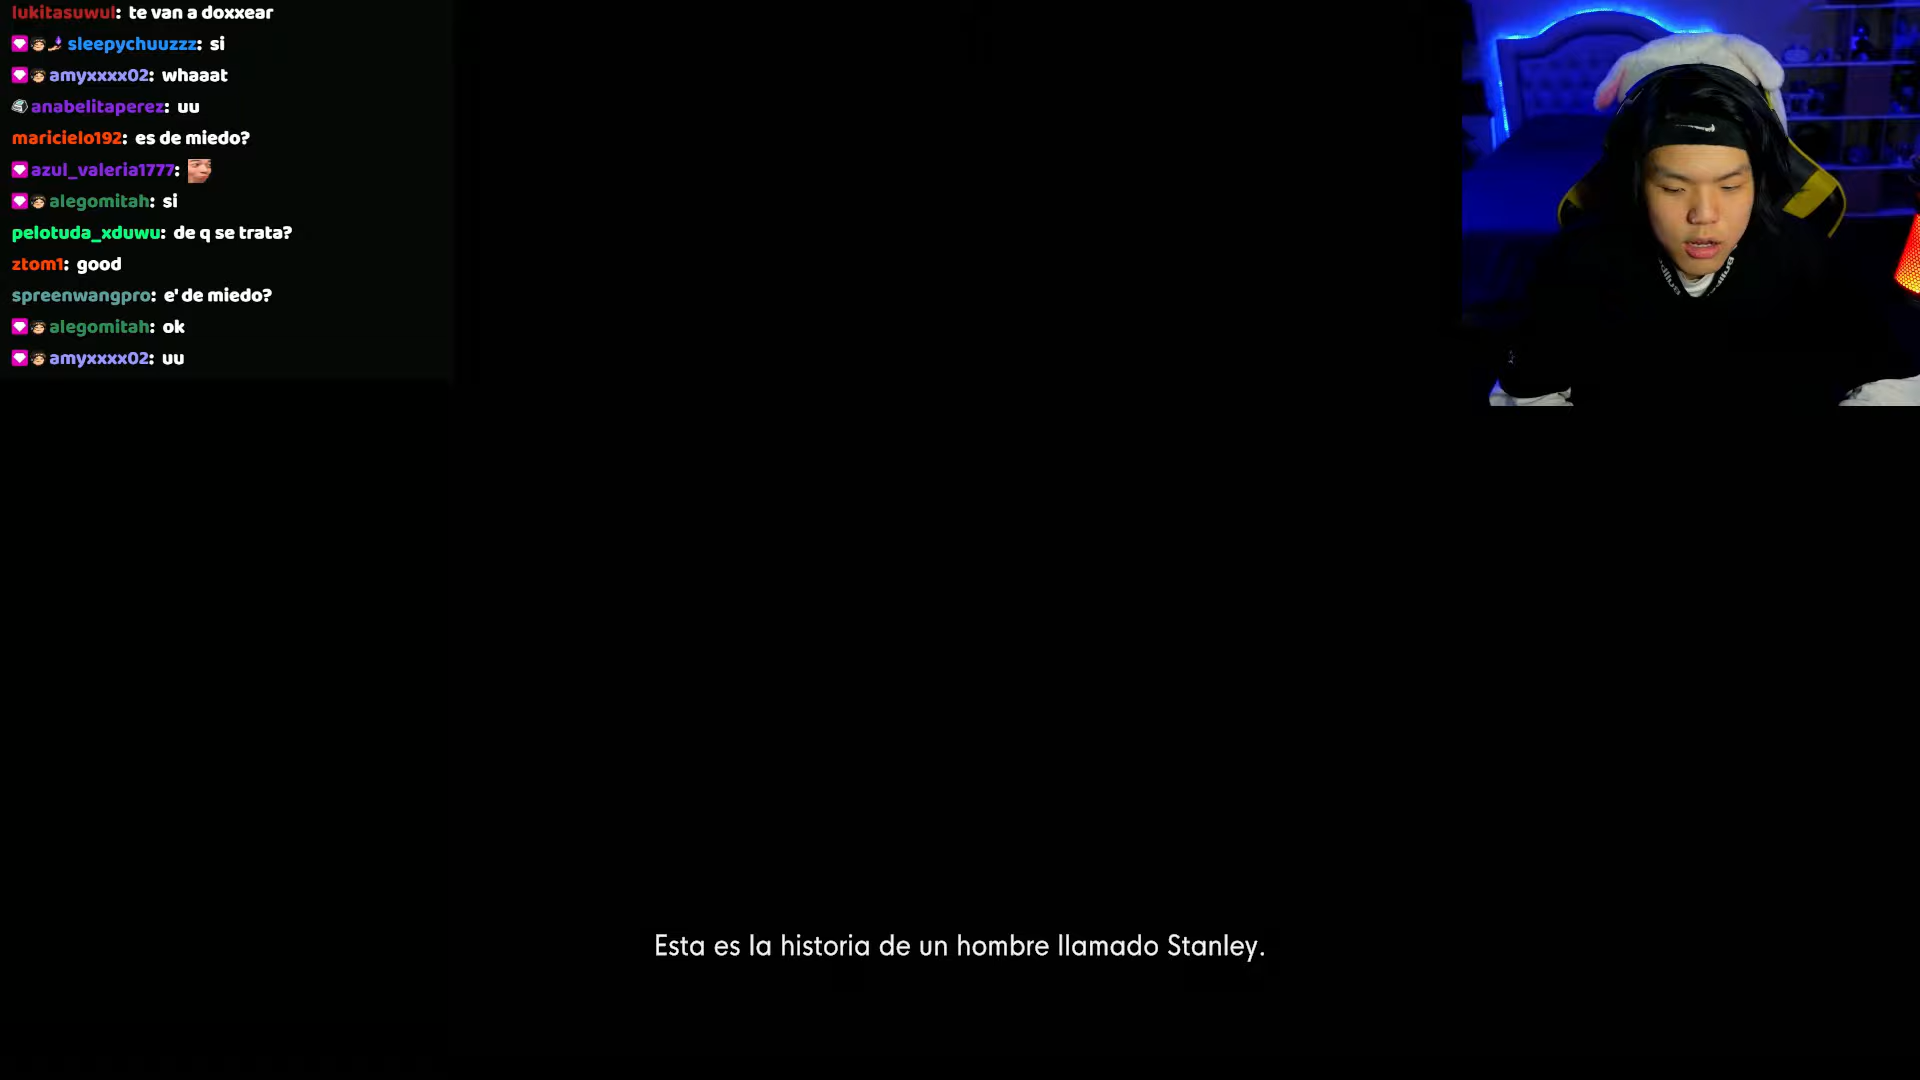 lukitasuwu1: te van a doxxear
sleepychuuzzz: si
amyxxxx02: whaaat
anabelitaperez: uu
maricielo192: es de miedo?
azul_valeria1777:
alegomitah: si
pelotuda_xduwu: de q se trata?
ztom1: good
spreenwangpro: e' de miedo?
alegomitah: ok
amyxxxx02: uu
Esta es la historia de un hombre llamado Stanley.